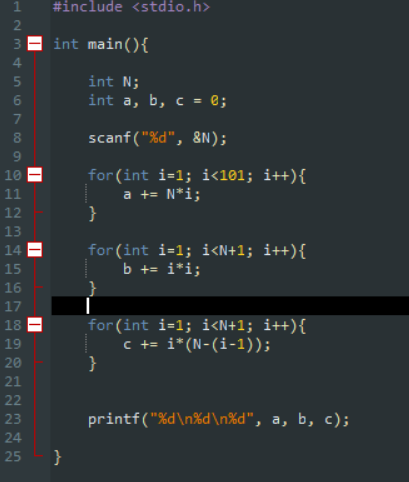 1 #include <stdio.h>
2
3 int main(){
4
5 int N;
6 int a, b, c = 0;
7
8 scanf("%d", &N);
9
10 for(int i=1; i<101; i++){
11 a += N*i;
12 }
13
14 for(int i=1; i<N+1; i++){
15 b += i*i;
16 }
17
18 for(int i=1; i<N+1; i++){
19 c += i*(N-(i-1));
20 }
21
22
23 printf("%d\n%d\n%d", a, b, c);
24
25 }